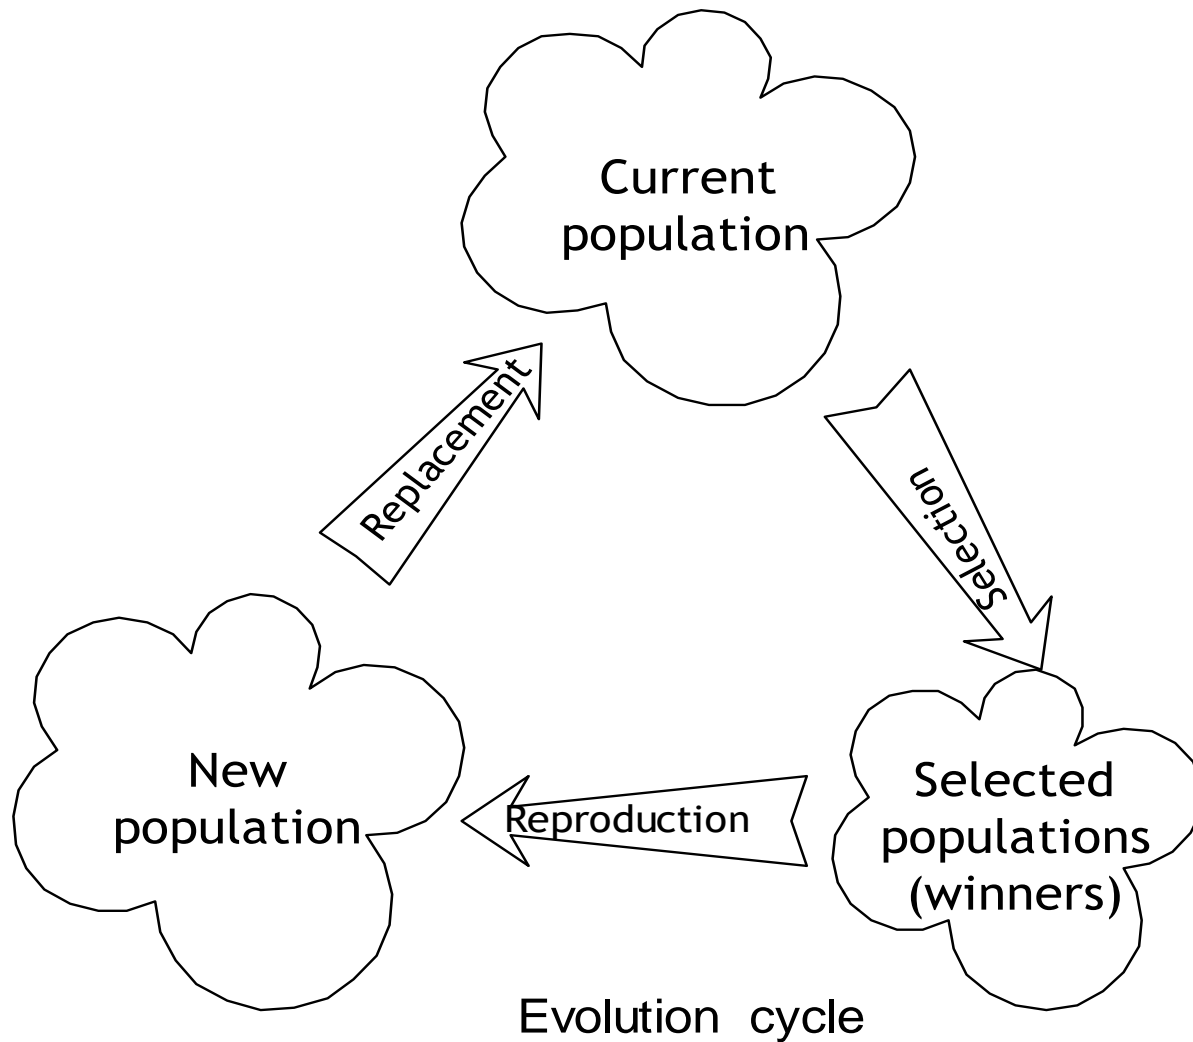 Current
population
Replacement
Selection
New
population
Reproduction
Selected
populations
(winners)
Evolution cycle